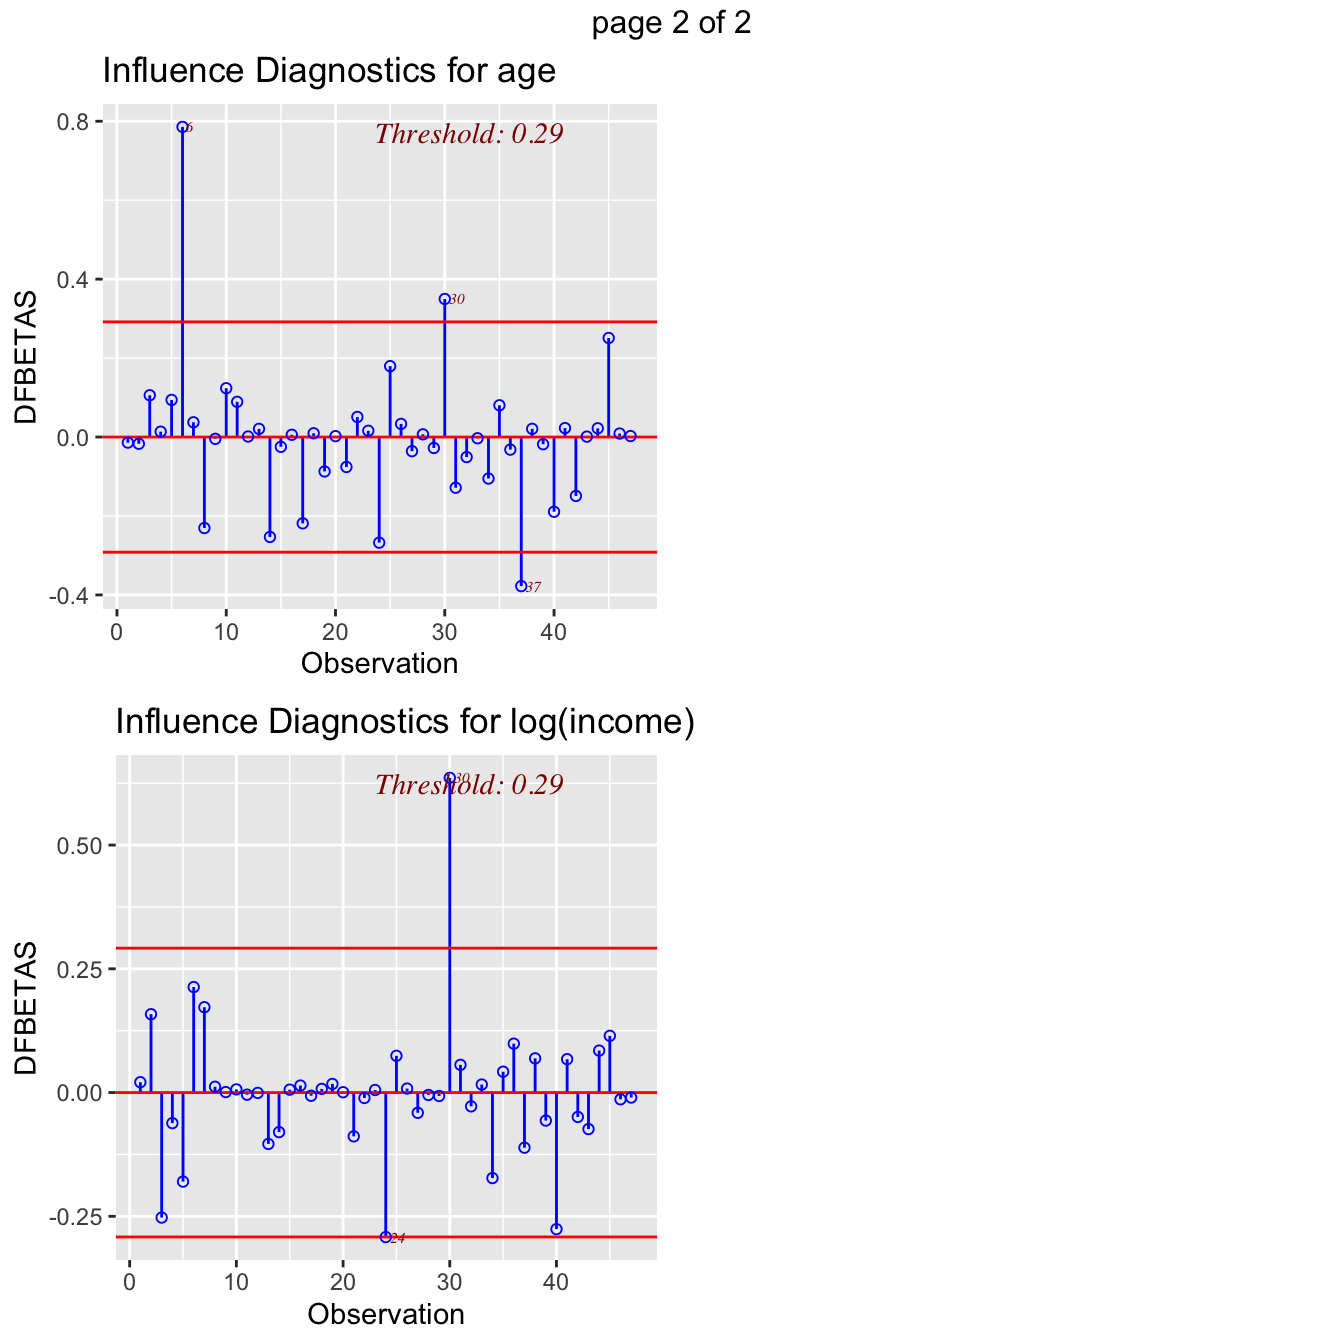 page 2 of 2
Influence Diagnostics for age
0.8
6
Threshold: 0.29
0.4
30
0.0
37
-0.4
DFBETAS
0 10 20 30 40
Observation
Influence Diagnostics for log(income)
30
Threshold: 0.29
0.50
0.25
0.00
-0.25
24
DFBETAS
0 10 20 30 40
Observation